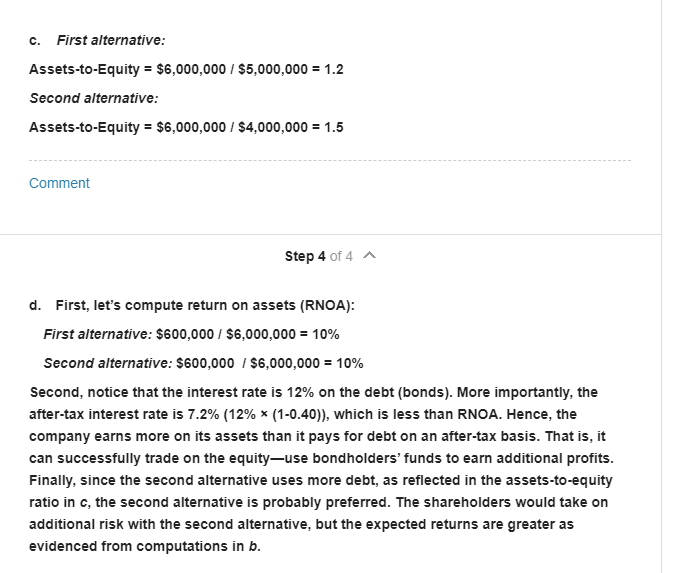 c. First alternative:
Assets-to-Equity = $6,000,000 / $5,000,000 = 1.2
Second alternative:
Assets-to-Equity = $6,000,000 / $4,000,000 = 1.5
Comment
Step 4 of 4
d. First, let's compute return on assets (RNOA):
First alternative: $600,000 / $6,000,000 = 10%
Second alternative: $600,000 / $6,000,000 = 10%
Second, notice that the interest rate is 12% on the debt (bonds). More importantly, the
after-tax interest rate is 7.2% (12% × (1-0.40)), which is less than RNOA. Hence, the
company earns more on its assets than it pays for debt on an after-tax basis. That is, it
can successfully trade on the equity—use bondholders' funds to earn additional profits.
Finally, since the second alternative uses more debt, as reflected in the assets-to-equity
ratio in c, the second alternative is probably preferred. The shareholders would take on
additional risk with the second alternative, but the expected returns are greater as
evidenced from computations in b.